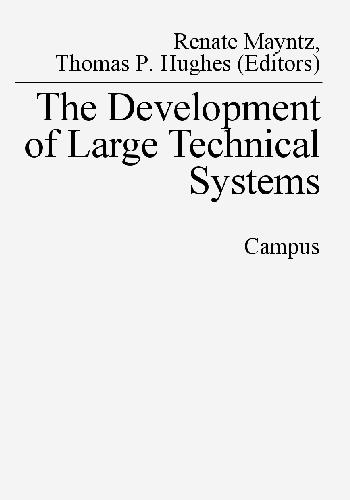 Renate Mayntz,
Thomas P. Hughes (Editors)
The Development
of Large Technical
Systems
Campus